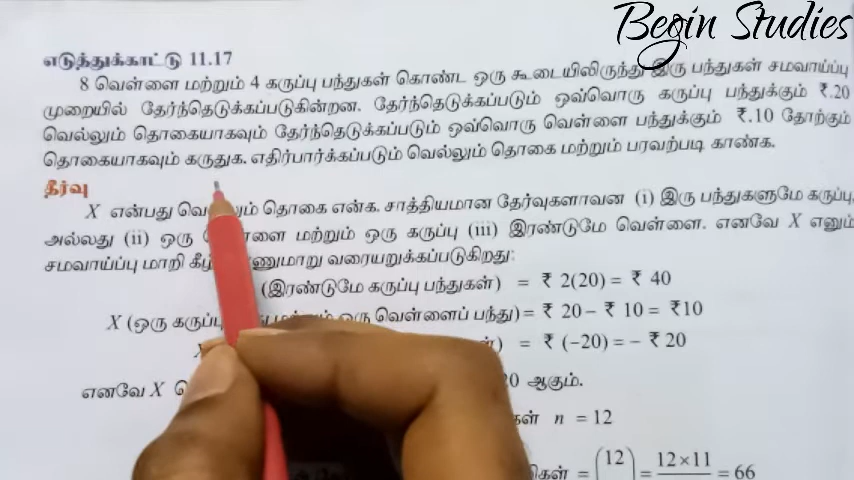 Begin Studies
எடுத்துக்காட்டு 11.17
8 வெள்ளை மற்றும் 4 கருப்பு பந்துகள் கொண்ட ஒரு கூடையிலிருந்து இரு பந்துகள் சமவாய்ப்பு
முறையில் தேர்ந்தெடுக்கப்படுகின்றன. தேர்ந்தெடுக்கப்படும் ஒவ்வொரு கருப்பு பந்துக்கும் ₹.20
வெல்லும் தொகையாகவும் தேர்ந்தெடுக்கப்படும் ஒவ்வொரு வெள்ளை பந்துக்கும் ₹.10 தோற்கும்
தொகையாகவும் கருதுக. எதிர்பார்க்கப்படும் வெல்லும் தொகை மற்றும் பரவற்படி காண்க.
தீர்வு
X என்பது தொகை என்க. சாத்தியமான தேர்வுகளாவன (i) இரு பந்துகளுமே கருப்பு,
அல்லது (ii) ஒரு மற்றும் ஒரு கருப்பு (iii) இரண்டுமே வெள்ளை. எனவே X எனும்
சமவாய்ப்பு மாறி வரையறுக்கப்படுகிறது:
(இரண்டுமே கருப்பு பந்துகள்) = ₹ 2(20) = ₹ 40
X (ஒரு கருப்பு ஒரு வெள்ளைப் பந்து) = ₹ 20 – ₹ 10 = ₹10
= ₹ (–20) = – ₹ 20
எனவே X ஆகும்.
n = 12
= (12) = 12×11 = 66